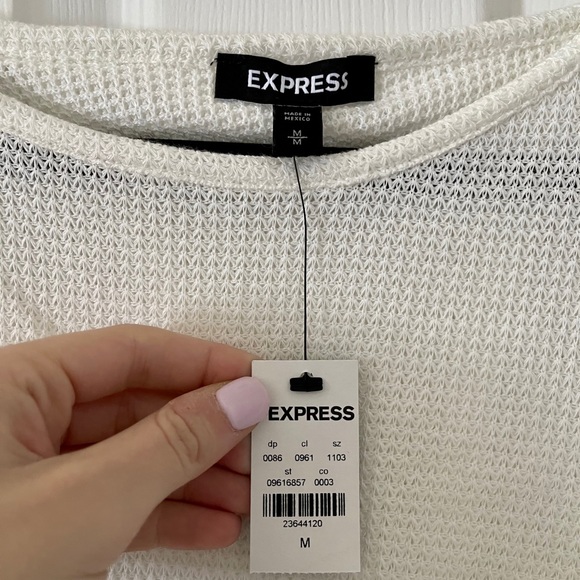 EXPRESS
MADE IN
MEXICO
M
M
EXPRESS
dp cl sz
0086 0961 1103
st co
09616857 0003
23644120
M